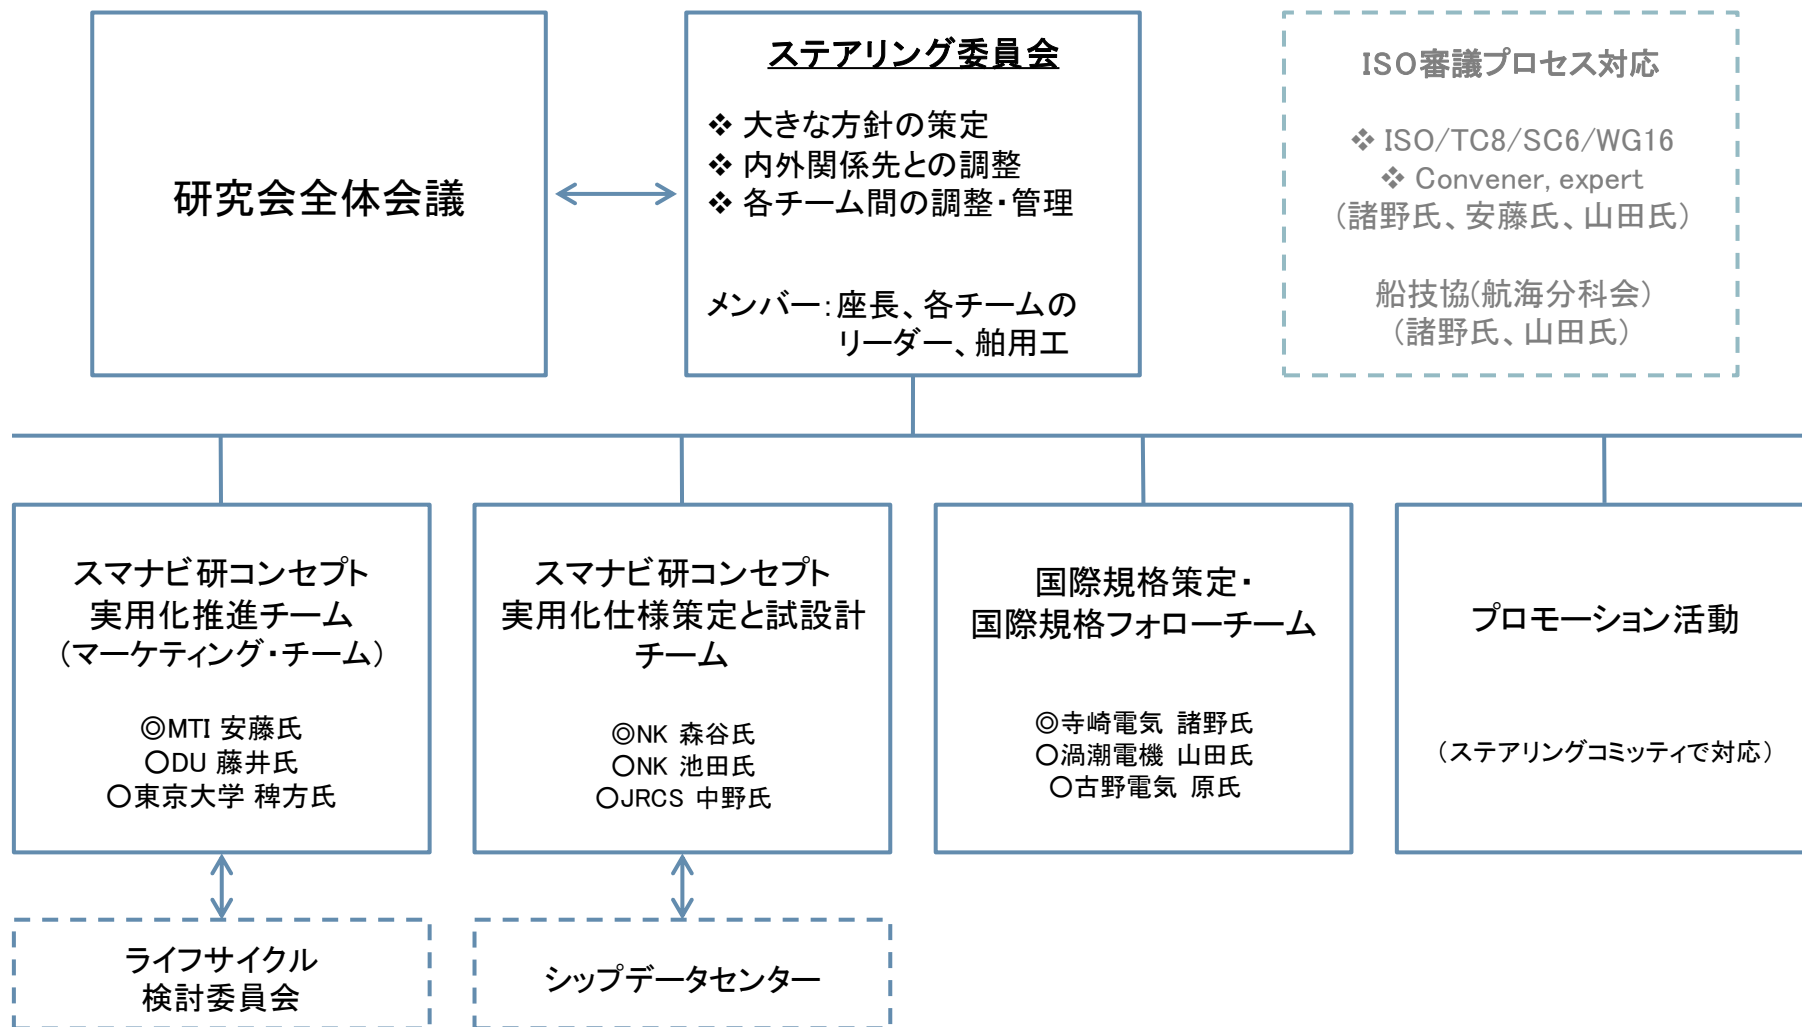 研究会全体会議
ステアリング委員会
❖ 大きな方針の策定
❖ 内外関係先との調整
❖ 各チーム間の調整・管理
メンバー：座長、各チームの
リーダー、舶用工
ISO審議プロセス対応
❖ ISO/TC8/SC6/WG16
❖ Convener, expert
（諸野氏、安藤氏、山田氏）
船技協(航海分科会）
（諸野氏、山田氏）
スマナビ研コンセプト
実用化推進チーム
（マーケティング・チーム）
◎MTI 安藤氏
○DU 藤井氏
○東京大学 稗方氏
スマナビ研コンセプト
実用化仕様策定と試設計
チーム
◎NK 森谷氏
○NK 池田氏
○JRCS 中野氏
国際規格策定・
国際規格フォローチーム
◎寺崎電気 諸野氏
○渦潮電機 山田氏
○古野電気 原氏
プロモーション活動
（ステアリングコミッティで対応）
ライフサイクル
検討委員会
シップデータセンター